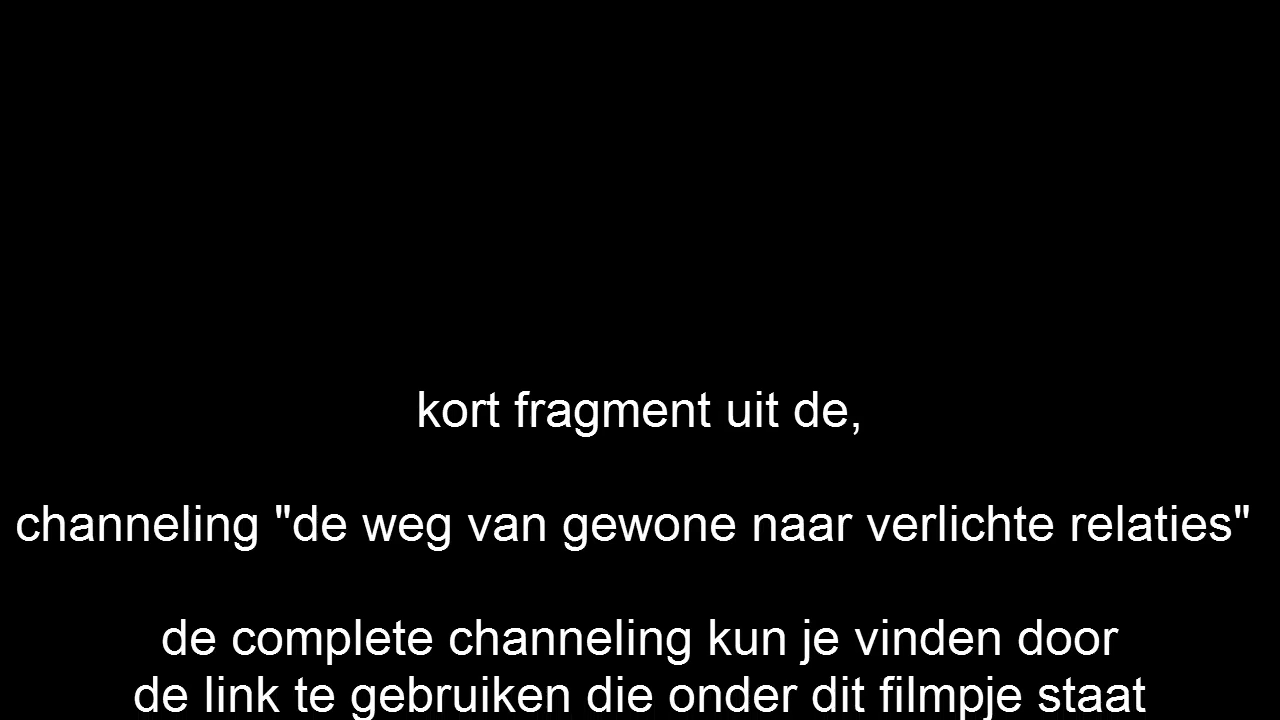 kort fragment uit de,
channeling "de weg van gewone naar verlichte relaties"
de complete channeling kun je vinden door
de link te gebruiken die onder dit filmpje staat